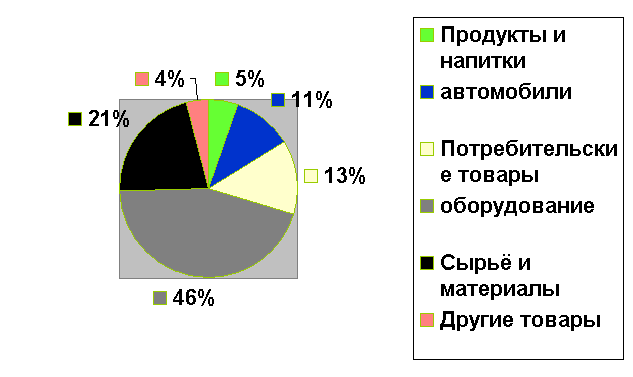 4%
5%
11%
21%
13%
46%
Продукты и
напитки
автомобили
Потребительски
е товары
оборудование
Сырьё и
материалы
Другие товары